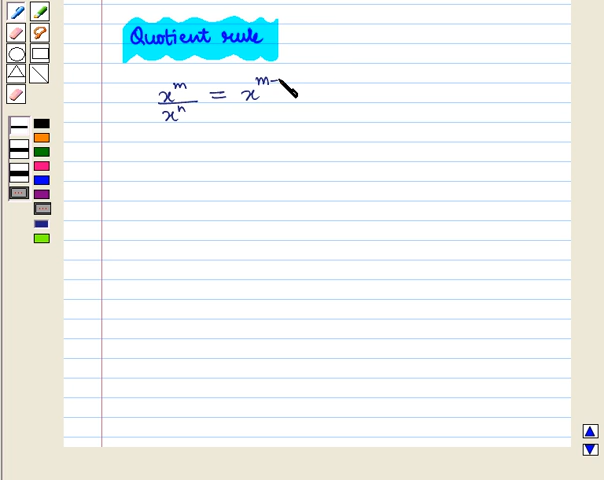 Quotient rule
x^m / x^n = x^m-